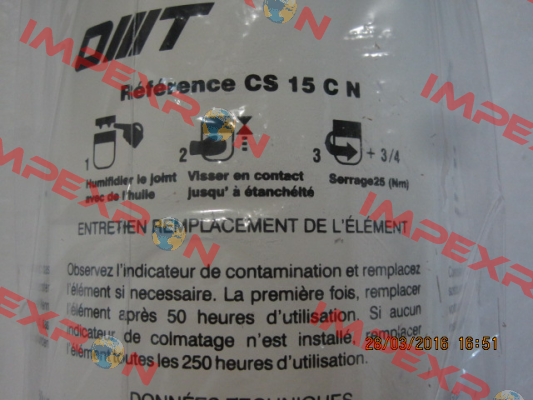 Référence CS 15 C N
1 2 3 + 3/4
Humidifier le joint avec de l'huile
Visser en contact jusqu' à étanchéité
Serrage25 (Nm)
ENTRETIEN REMPLACEMENT DE L'ÉLÉMENT
Observez l'indicateur de contamination et remplacez
l'élément si necessaire. La première fois, remplacer
l'élément après 50 heures d'utilisation. Si aucun
indicateur de colmatage n'est installé, remplacer
l'élément toutes les 250 heures d'utilisation.
26/03/2016 16:51
DONNÉES TECHNIQUES
IMPEXRON